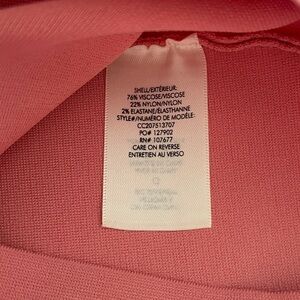 SHELL/EXTÉRIEUR:
76% VISCOSE/VISCOSE
22% NYLON/NYLON
2% ELASTANE/ÉLASTHANNE
STYLE#/NUMÉRO DE MODÈLE:
CC207513707
PO# 127902
RN# 107677
CARE ON REVERSE
ENTRETIEN AU VERSO